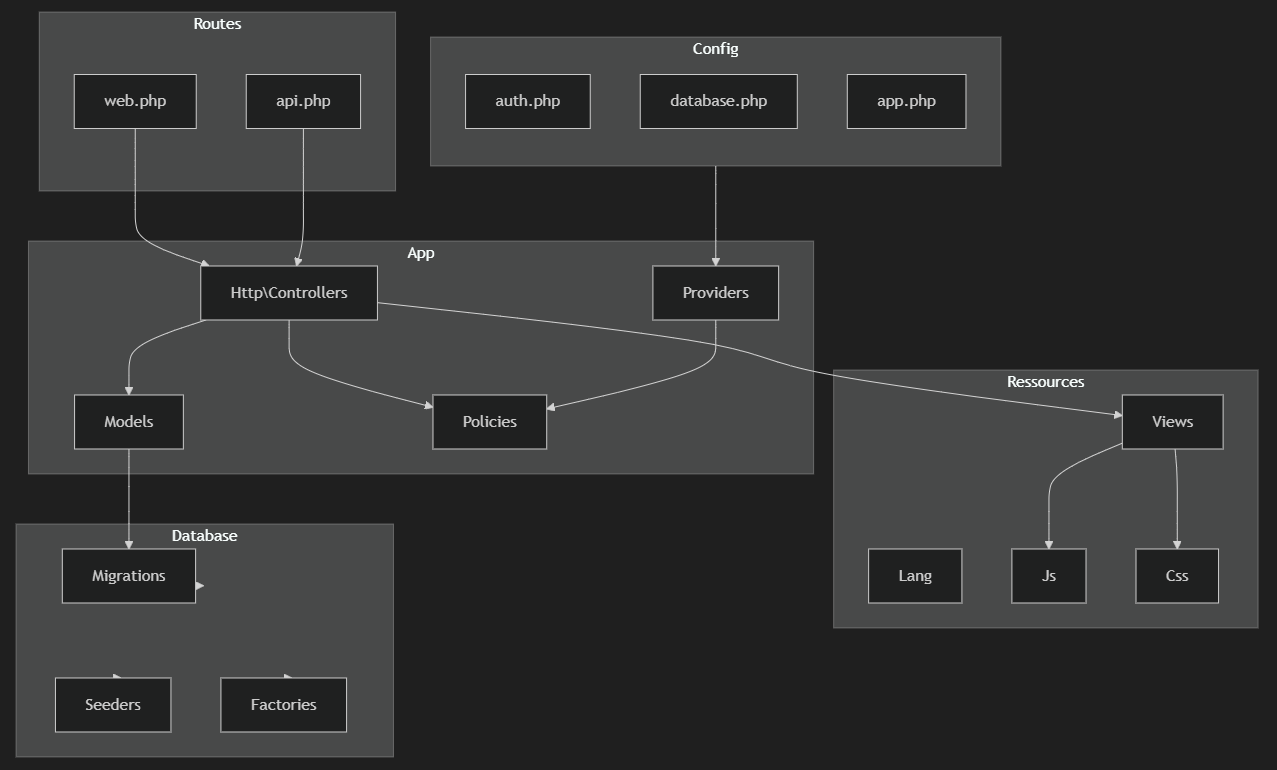 Routes
web.php
api.php
Config
auth.php
database.php
app.php
App
Http\Controllers
Providers
Models
Policies
Ressources
Views
Lang
Js
Css
Database
Migrations
Seeders
Factories